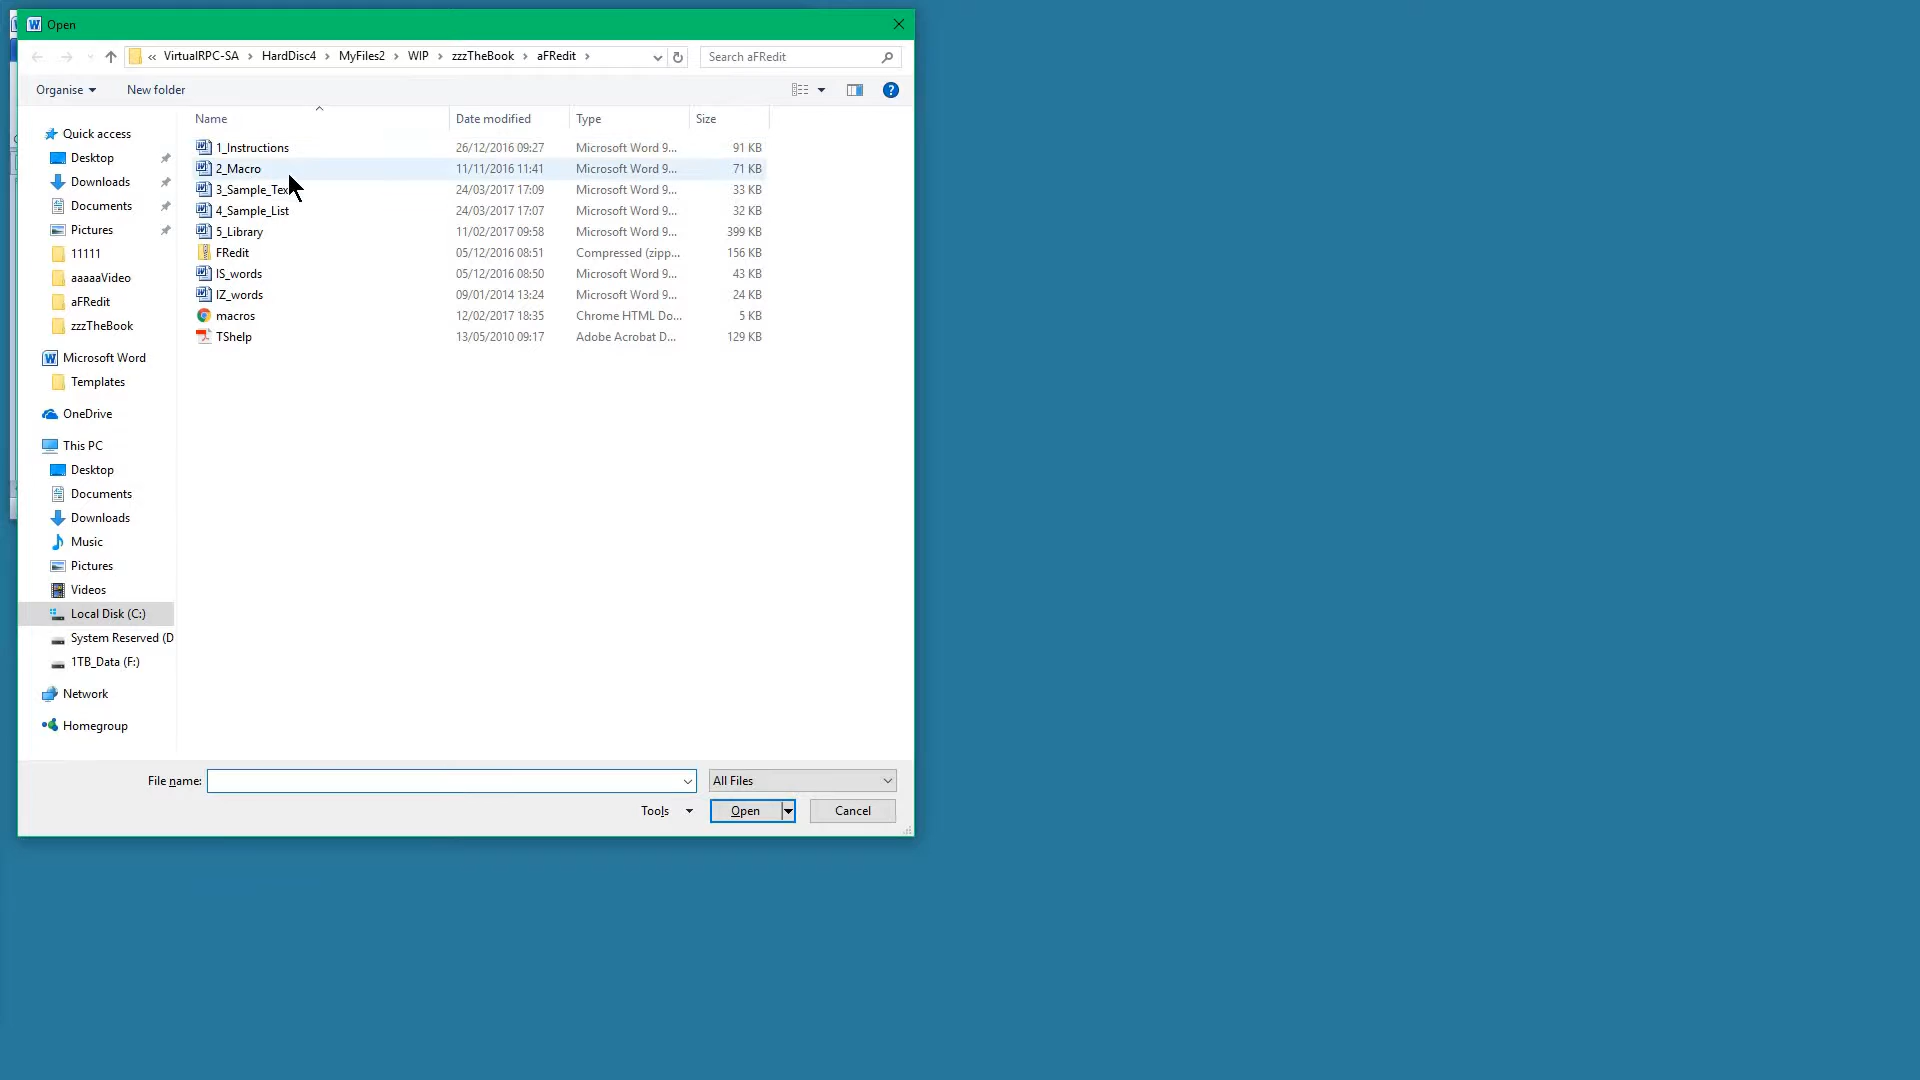 Open
« VirtualRPC-SA › HardDisc4 › MyFiles2 › WIP › zzzTheBook › aFRedit ›
Search aFRedit
Organise
New folder
Name
Date modified
Type
Size
Quick access
Desktop
Downloads
Documents
Pictures
11111
aaaaaVideo
aFRedit
zzzTheBook
Microsoft Word
Templates
OneDrive
This PC
Desktop
Documents
Downloads
Music
Pictures
Videos
Local Disk (C:)
System Reserved (D
1TB_Data (F:)
Network
Homegroup
1_Instructions 26/12/2016 09:27 Microsoft Word 9... 91 KB
2_Macro 11/11/2016 11:41 Microsoft Word 9... 71 KB
3_Sample_Tex 24/03/2017 17:09 Microsoft Word 9... 33 KB
4_Sample_List 24/03/2017 17:07 Microsoft Word 9... 32 KB
5_Library 11/02/2017 09:58 Microsoft Word 9... 399 KB
FRedit 05/12/2016 08:51 Compressed (zipp... 156 KB
IS_words 05/12/2016 08:50 Microsoft Word 9... 43 KB
IZ_words 09/01/2014 13:24 Microsoft Word 9... 24 KB
macros 12/02/2017 18:35 Chrome HTML Do... 5 KB
TShelp 13/05/2010 09:17 Adobe Acrobat D... 129 KB
File name:
All Files
Tools
Open
Cancel